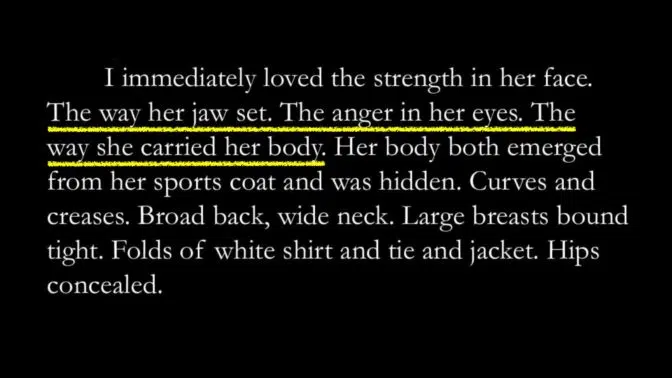 I immediately loved the strength in her face.
The way her jaw set. The anger in her eyes. The
way she carried her body. Her body both emerged
from her sports coat and was hidden. Curves and
creases. Broad back, wide neck. Large breasts bound
tight. Folds of white shirt and tie and jacket. Hips
concealed.